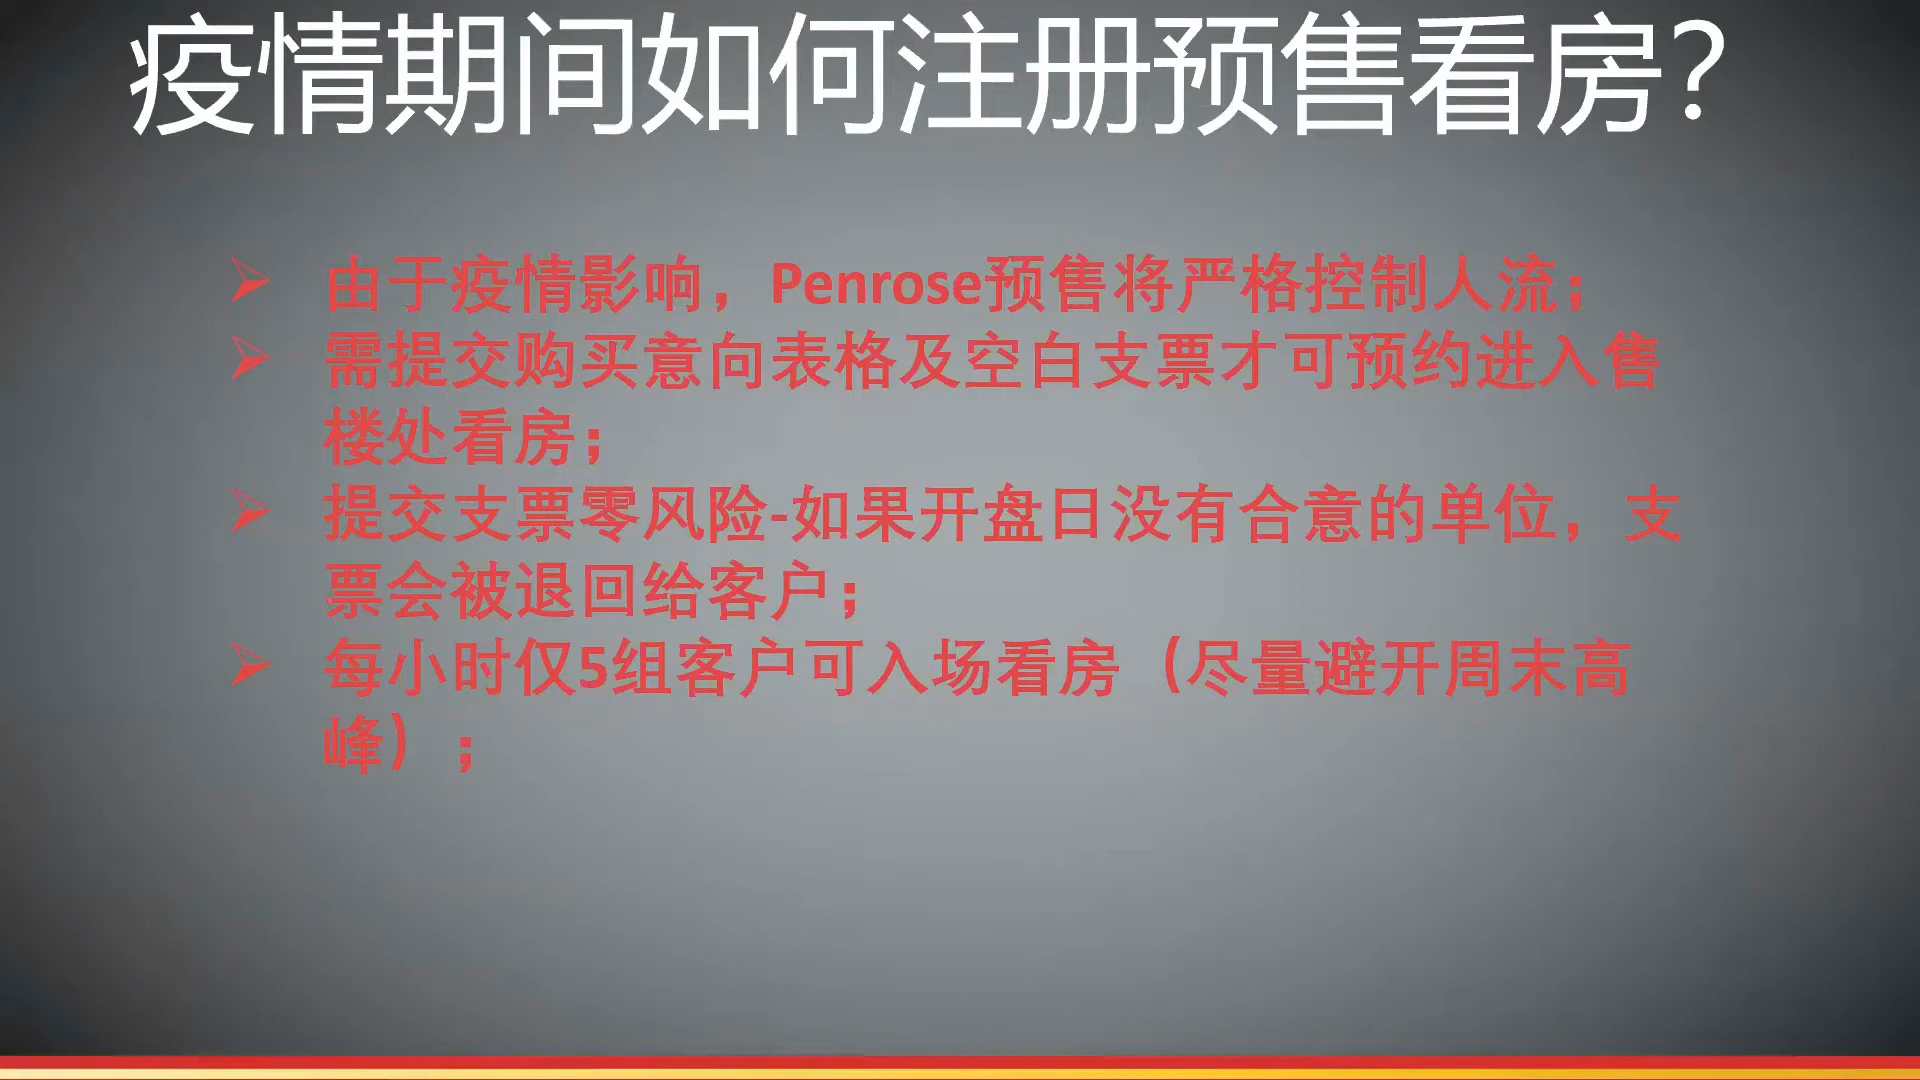 疫情期间如何注册预售看房？
由于疫情影响，Penrose预售将严格控制人流；
需提交购买意向表格及空白支票才可预约进入售
楼处看房；
提交支票零风险-如果开盘日没有合意的单位，支
票会被退回给客户；
每小时仅5组客户可入场看房（尽量避开周末高
峰）；